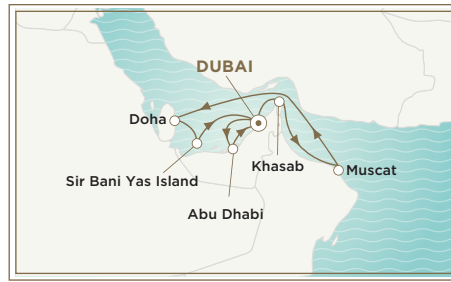 DUBAI
Doha
Khasab
Muscat
Sir Bani Yas Island
Abu Dhabi